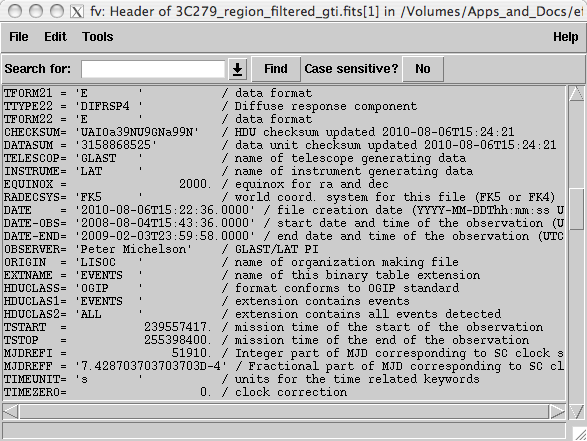 fv: Header of 3C279_region_filtered_gti.fits[1] in /Volumes/Apps_and_Docs/ef
File Edit Tools Help
Search for: Find Case sensitive? No
TFORM21 = 'E       '           / data format
TTYPE22 = 'DIFRSP4 '           / Diffuse response component
TFORM22 = 'E       '           / data format
CHECKSUM= 'UAIOa39NU9GNa99N'   / HDU checksum updated 2010-08-06T15:24:21
DATASUM = '3158868525'         / data unit checksum updated 2010-08-06T15:24:21
TELESCOP= 'GLAST   '           / name of telescope generating data
INSTRUME= 'LAT     '           / name of instrument generating data
EQUINOX =                2000. / equinox for ra and dec
RADECSYS= 'FK5     '           / world coord. system for this file (FK5 or FK4)
DATE    = '2010-08-06T15:22:36.0000' / file creation date (YYYY-MM-DDThh:mm:ss U
DATE-OBS= '2008-08-04T15:43:36.0000' / start date and time of the observation (U
DATE-END= '2009-02-03T23:59:58.0000' / end date and time of the observation (UTC
OBSERVER= 'Peter Michelson'    / GLAST/LAT PI
ORIGIN  = 'LISOC   '           / name of organization making file
EXTNAME = 'EVENTS  '           / name of this binary table extension
HDUCLASS= 'OGIP    '           / format conforms to OGIP standard
HDUCLAS1= 'EVENTS  '           / extension contains events
HDUCLAS2= 'ALL     '           / extension contains all events detected
TSTART  =           239557417. / mission time of the start of the observation
TSTOP   =           255398400. / mission time of the end of the observation
MJDREFI =               51910. / Integer part of MJD corresponding to SC clock s
MJDREFF = '7.428703703703703D-4' / Fractional part of MJD corresponding to SC cl
TIMEUNIT= 's       '           / units for the time related keywords
TIMEZERO=                   0. / clock correction